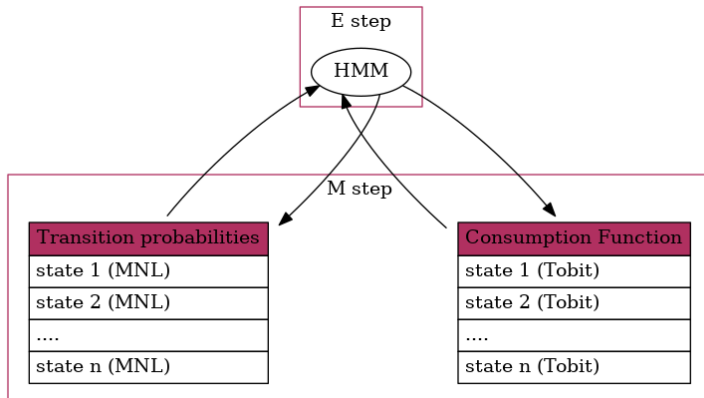 E step
HMM
M step
Transition probabilities
state 1 (MNL)
state 2 (MNL)
....
state n (MNL)
Consumption Function
state 1 (Tobit)
state 2 (Tobit)
....
state n (Tobit)